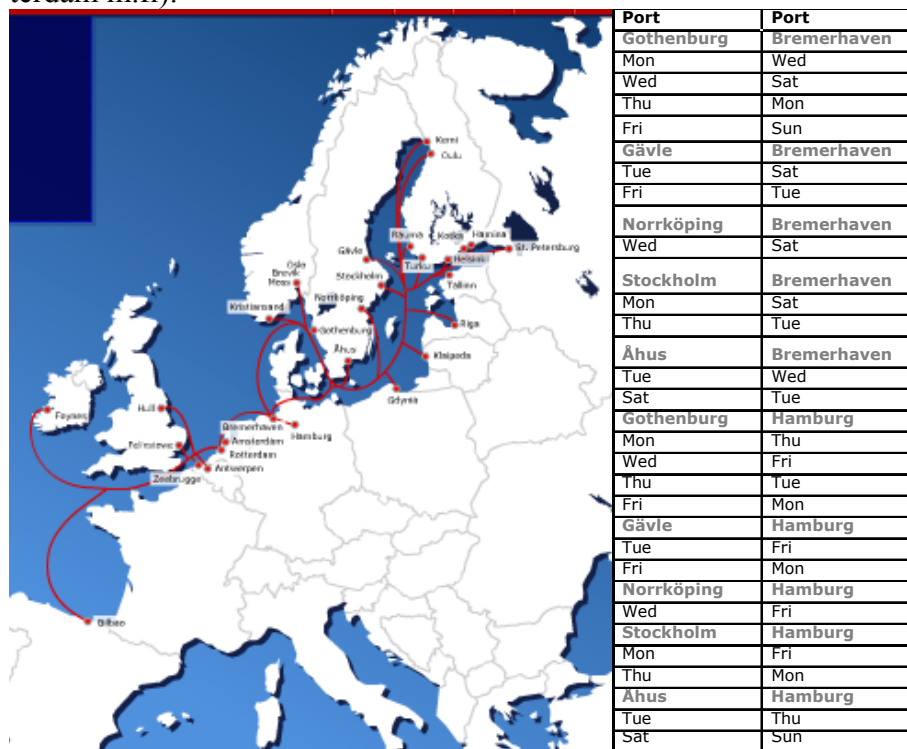 terdam m.fl).
Kemi
Oulu
Rauma
Kotka
Hamina
St. Petersburg
Gävle
Turku
Helsinki
Oslo
Brevik
Moss
Stockholm
Tallinn
Norrköping
Kristiansand
Riga
Gothenburg
Åhus
Klaipeda
Gdynia
Foynes
Hull
Bremerhaven
Hamburg
Felixstowe
Amsterdam
Rotterdam
Zeebrugge
Antwerpen
Bilbao
Port Port
Gothenburg Bremerhaven
Mon Wed
Wed Sat
Thu Mon
Fri Sun
Gävle Bremerhaven
Tue Sat
Fri Tue
Norrköping Bremerhaven
Wed Sat
Stockholm Bremerhaven
Mon Sat
Thu Tue
Åhus Bremerhaven
Tue Wed
Sat Tue
Gothenburg Hamburg
Mon Thu
Wed Fri
Thu Tue
Fri Mon
Gävle Hamburg
Tue Fri
Fri Mon
Norrköping Hamburg
Wed Fri
Stockholm Hamburg
Mon Fri
Thu Mon
Åhus Hamburg
Tue Thu
Sat Sun